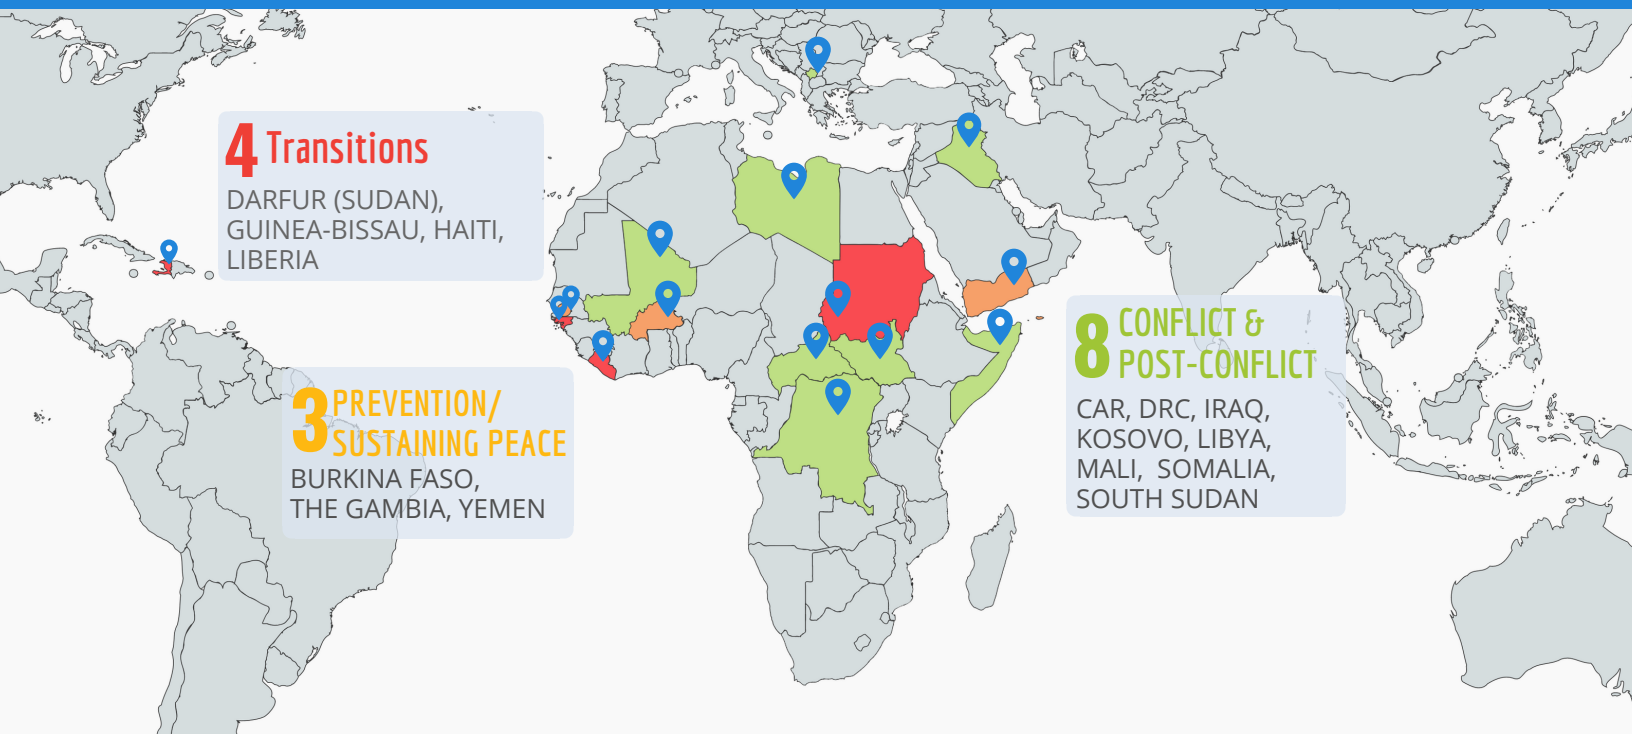 4 Transitions
DARFUR (SUDAN),
GUINEA-BISSAU, HAITI,
LIBERIA
3 PREVENTION/
SUSTAINING PEACE
BURKINA FASO,
THE GAMBIA, YEMEN
8 CONFLICT &
POST-CONFLICT
CAR, DRC, IRAQ,
KOSOVO, LIBYA,
MALI, SOMALIA,
SOUTH SUDAN